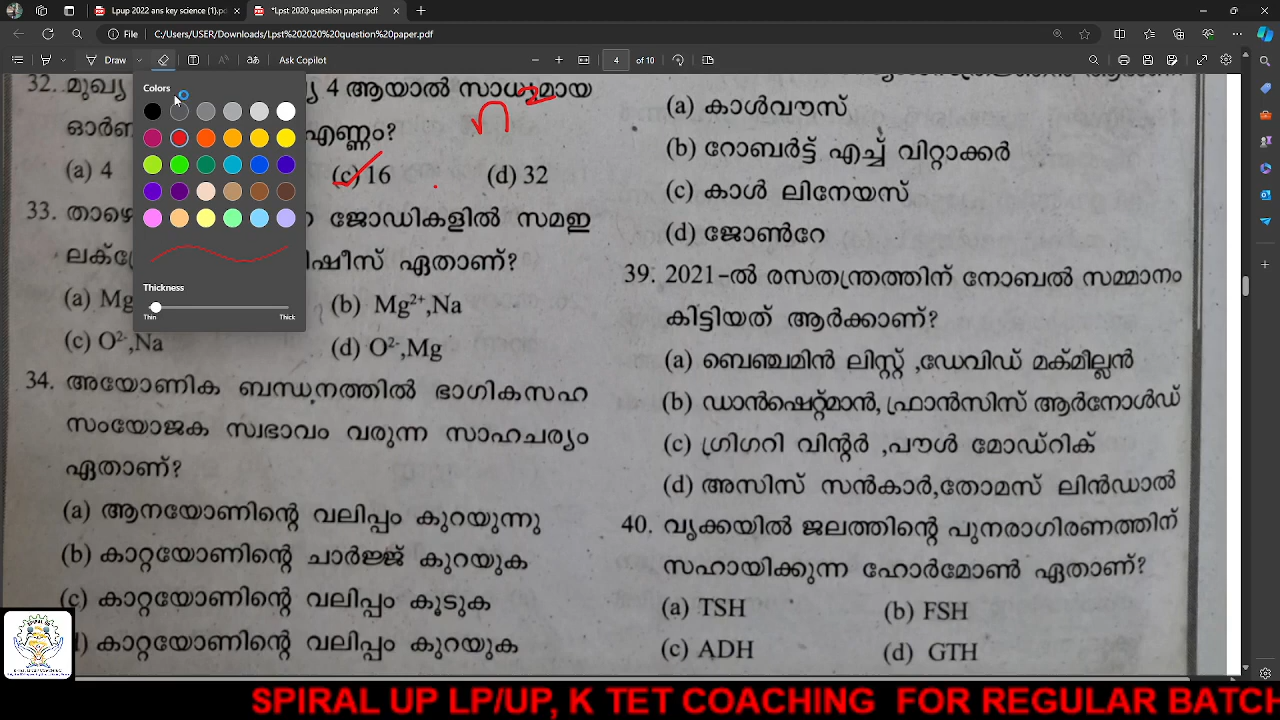 Lpup 2022 ans key science (1).pdf
*Lpst 2020 question paper.pdf
File
C:/Users/USER/Downloads/Lpst%202020%20question%20paper.pdf
Draw
Ask Copilot
4 of 10
Colors
Thickness
Thin
Thick
32. മുഖ്യ
4 ആയാൽ സാധ്യമായ
എണ്ണം?
n²
(a) 4
(c) 16
(d) 32
33.
ജോഡികളിൽ സമഇ
ഷീസ് ഏതാണ്?
(a) Mg
(b) Mg²⁺,Na
(c) O²⁻,Na
(d) O²⁻,Mg
34. അയോണിക ബന്ധനത്തിൽ ഭാഗികസഹ
സംയോജക സ്വഭാവം വരുന്ന സാഹചര്യം
ഏതാണ്?
(a) ആനയോണിന്റെ വലിപ്പം കുറയുന്നു
(b) കാറ്റയോണിന്റെ ചാർജ്ജ് കുറയുക
(c) കാറ്റയോണിന്റെ വലിപ്പം കൂടുക
കാറ്റയോണിന്റെ വലിപ്പം കുറയുക
(a) കാൾവൗസ്
(b) റോബർട്ട് എച്ച് വിറ്റാക്കർ
(c) കാൾ ലിനേയസ്
(d) ജോൺറേ
39. 2021-ൽ രസതന്ത്രത്തിന് നോബൽ സമ്മാനം
കിട്ടിയത് ആർക്കാണ്?
(a) ബെഞ്ചമിൻ ലിസ്റ്റ് ,ഡേവിഡ് മക്മില്ലൻ
(b) ഡാൻഷെറ്റ്മാൻ, ഫ്രാൻസിസ് ആർനോൾഡ്
(c) ഗ്രിഗറി വിന്റർ ,പൗൾ മോഡ്റിക്
(d) അസിസ് സൻകാർ,തോമസ് ലിൻഡാൽ
40. വൃക്കയിൽ ജലത്തിന്റെ പുനരാഗിരണത്തിന്
സഹായിക്കുന്ന ഹോർമോൺ ഏതാണ്?
(a) TSH
(b) FSH
(c) ADH
(d) GTH
SPIRAL UP LP/UP, K TET COACHING FOR REGULAR BATCH